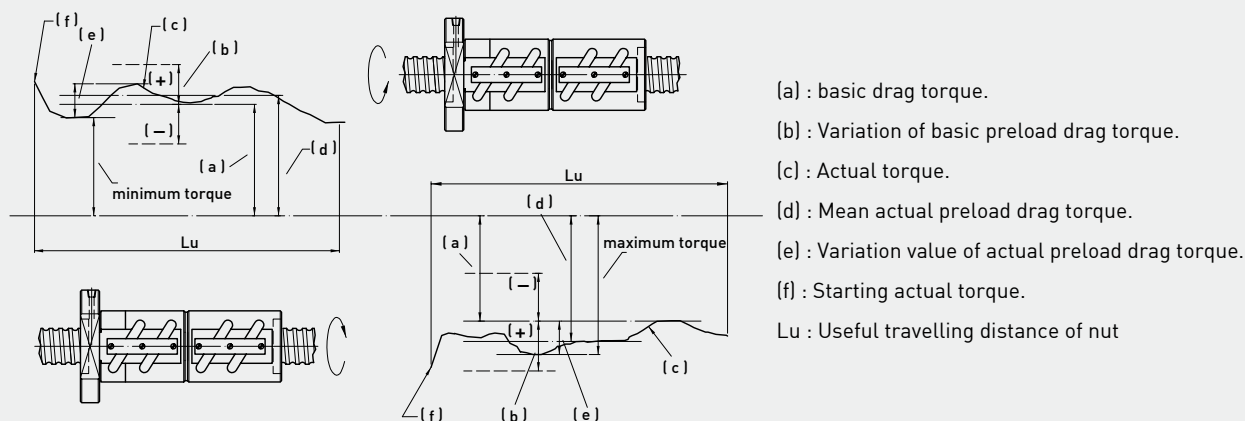 (f)
(c)
(e)
(b)
(+)
(−)
(a)
(d)
minimum torque
Lu
Lu
(d)
(a)
maximum torque
(−)
(+)
(c)
(f)
(b)
(e)
(a) : basic drag torque.
(b) : Variation of basic preload drag torque.
(c) : Actual torque.
(d) : Mean actual preload drag torque.
(e) : Variation value of actual preload drag torque.
(f) : Starting actual torque.
Lu : Useful travelling distance of nut